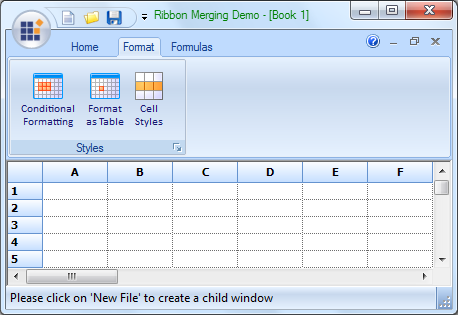 Ribbon Merging Demo - [Book 1]
Home Format Formulas
Conditional Formatting
Format as Table
Cell Styles
Styles
A B C D E F
1
2
3
4
5
Please click on 'New File' to create a child window